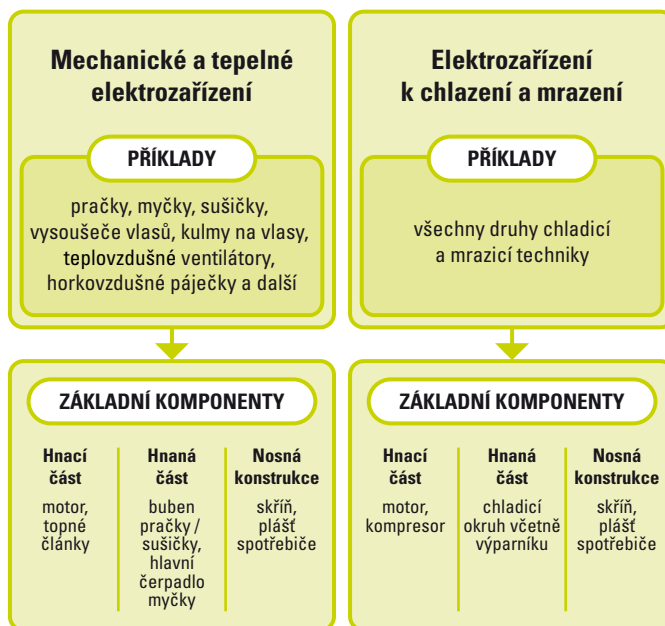 Mechanické a tepelné
elektrozařízení
PŘÍKLADY
pračky, myčky, sušičky,
vysoušeče vlasů, kulmy na vlasy,
teplovzdušné ventilátory,
horkovzdušné páječky a další
ZÁKLADNÍ KOMPONENTY
Hnací
část
motor,
topné
články
Hnaná
část
buben
pračky /
sušičky,
hlavní
čerpadlo
myčky
Nosná
konstrukce
skříň,
plášť
spotřebiče
Elektrozařízení
k chlazení a mrazení
PŘÍKLADY
všechny druhy chladicí
a mrazicí techniky
ZÁKLADNÍ KOMPONENTY
Hnací
část
motor,
kompresor
Hnaná
část
chladicí
okruh včetně
výparníku
Nosná
konstrukce
skříň,
plášť
spotřebiče